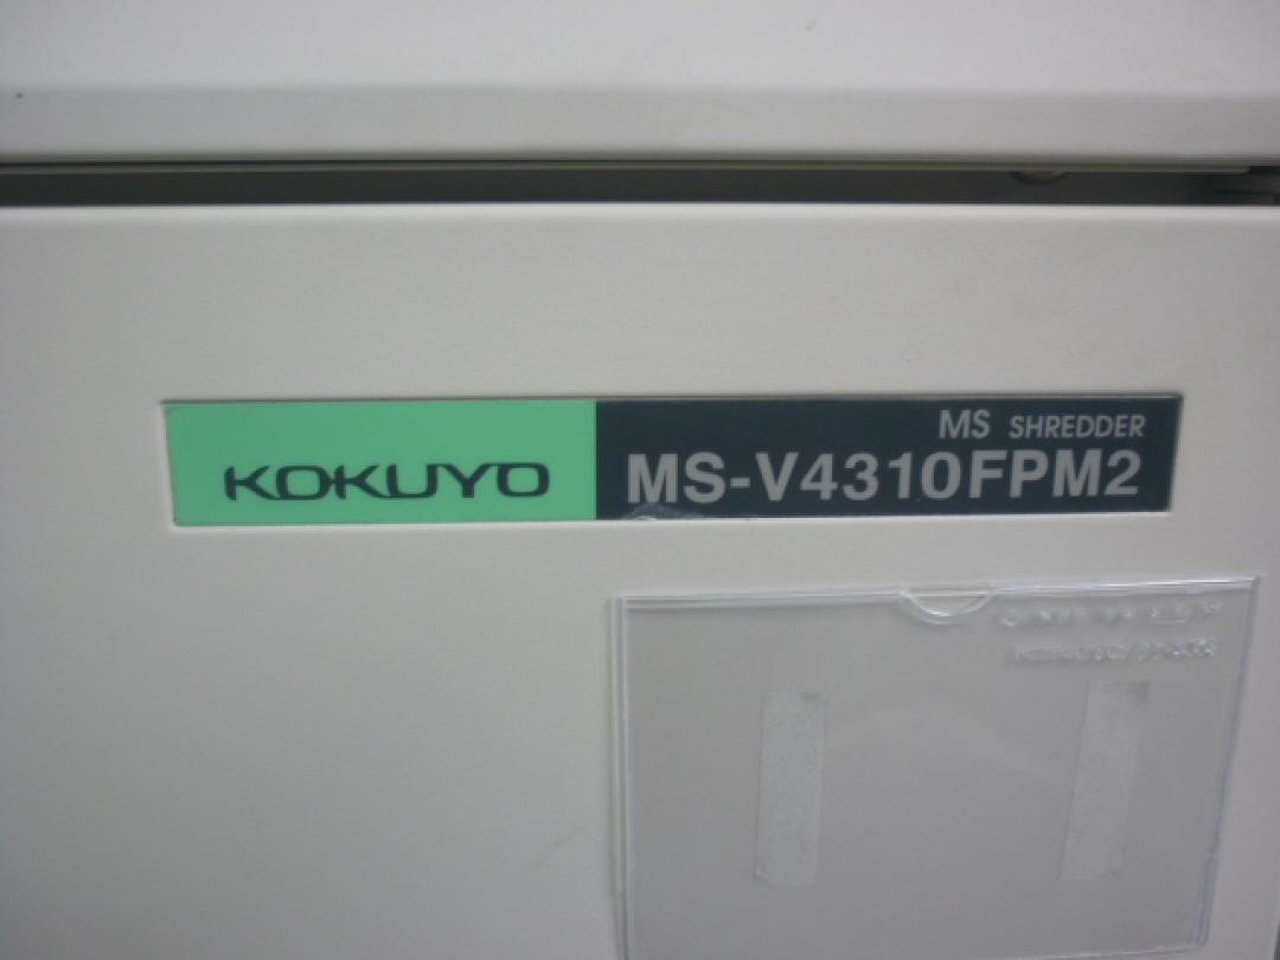 KOKUYO
MS SHREDDER
MS-V4310FPM2